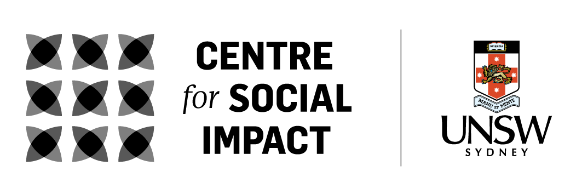 CENTRE
for SOCIAL
IMPACT
UNSW
SYDNEY